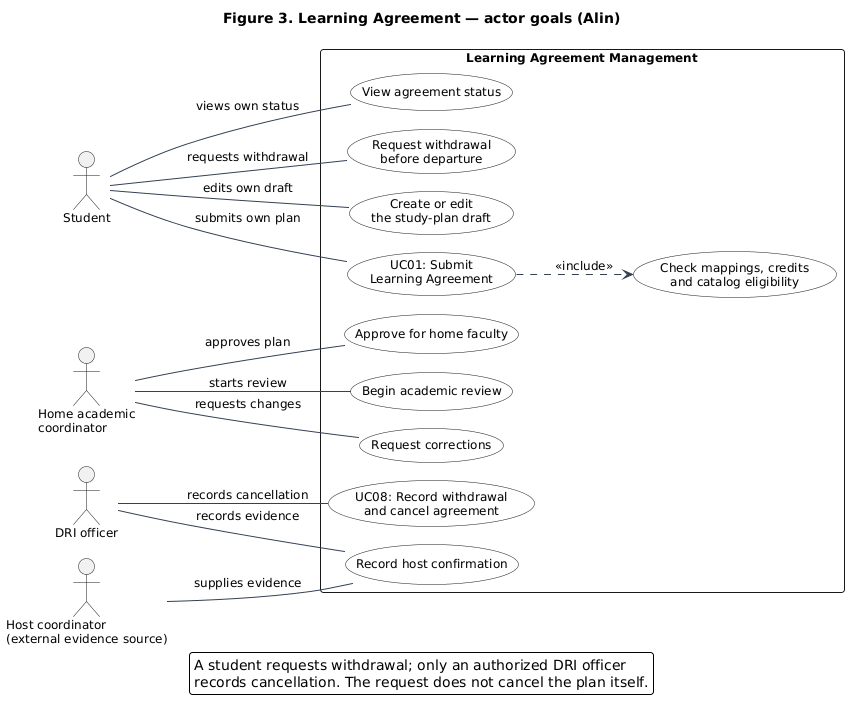 Figure 3. Learning Agreement — actor goals (Alin)
Learning Agreement Management
View agreement status
views own status
Request withdrawal
before departure
requests withdrawal
edits own draft
Create or edit
the study-plan draft
Student
submits own plan
UC01: Submit
Learning Agreement
«include»
Check mappings, credits
and catalog eligibility
Approve for home faculty
approves plan
starts review
Begin academic review
requests changes
Home academic
coordinator
Request corrections
records cancellation
UC08: Record withdrawal
and cancel agreement
records evidence
DRI officer
Record host confirmation
supplies evidence
Host coordinator
(external evidence source)
A student requests withdrawal; only an authorized DRI officer
records cancellation. The request does not cancel the plan itself.